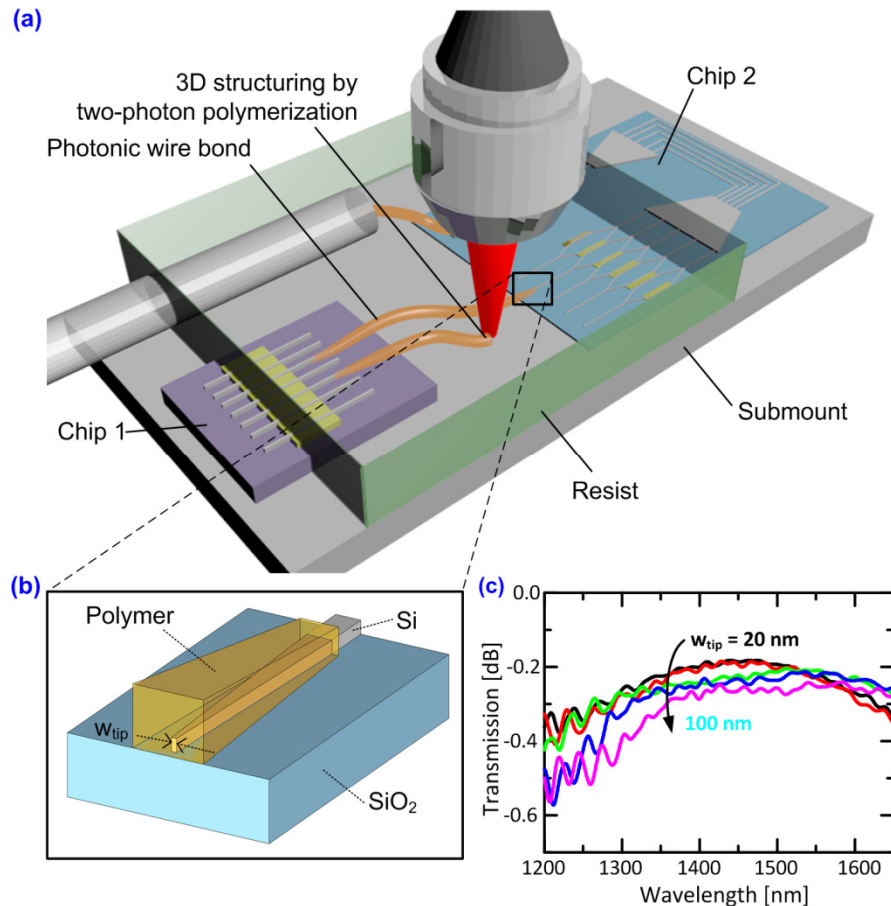 (a)
3D structuring by
two-photon polymerization
Photonic wire bond
Chip 2
Chip 1
Submount
Resist
(b)
Polymer
Si
wtip
SiO2
(c)
0.0
-0.2
-0.4
-0.6
Transmission [dB]
wtip = 20 nm
100 nm
1200 1300 1400 1500 1600
Wavelength [nm]